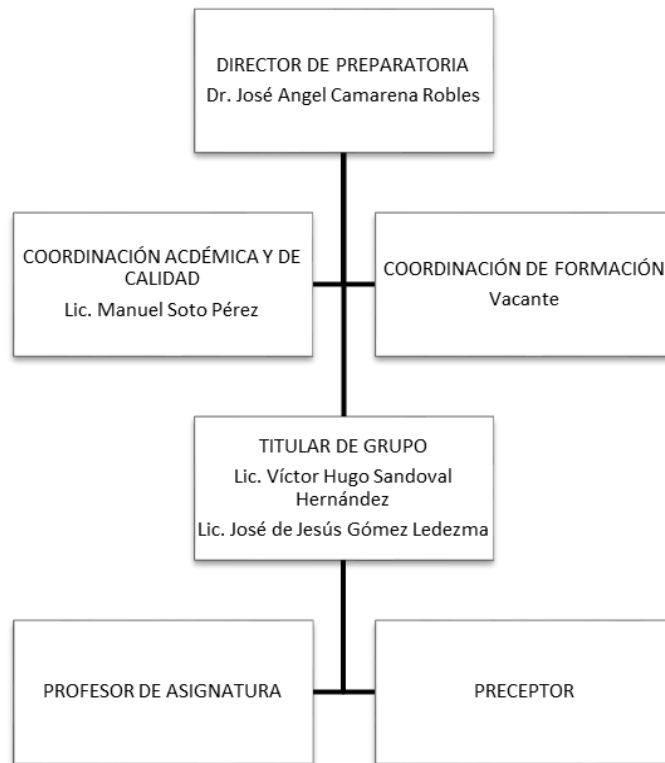 DIRECTOR DE PREPARATORIA
Dr. José Angel Camarena Robles
COORDINACIÓN ACDÉMICA Y DE
CALIDAD
Lic. Manuel Soto Pérez
COORDINACIÓN DE FORMACIÓN
Vacante
TITULAR DE GRUPO
Lic. Víctor Hugo Sandoval
Hernández
Lic. José de Jesús Gómez Ledezma
PROFESOR DE ASIGNATURA
PRECEPTOR